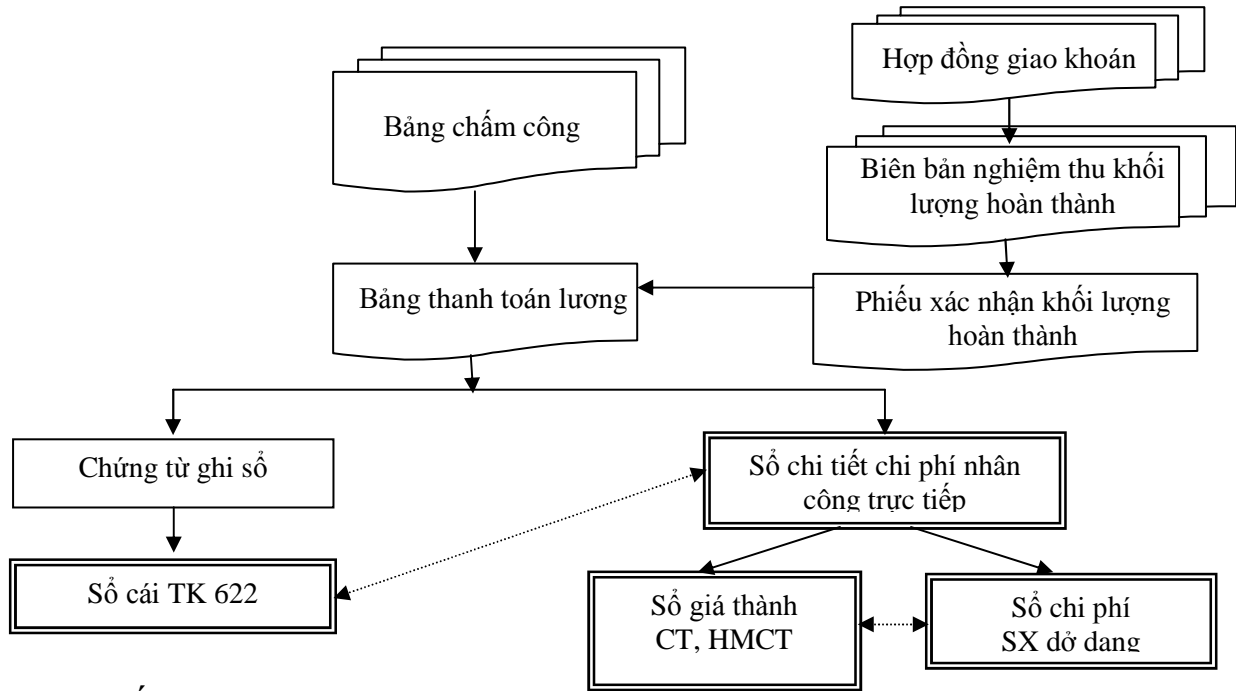 Hợp đồng giao khoán
Bảng chấm công
Biên bản nghiệm thu khối
lượng hoàn thành
Bảng thanh toán lương
Phiếu xác nhận khối lượng
hoàn thành
Chứng từ ghi sổ
Sổ chi tiết chi phí nhân
công trực tiếp
Sổ cái TK 622
Sổ giá thành
CT, HMCT
Sổ chi phí
SX dở dang